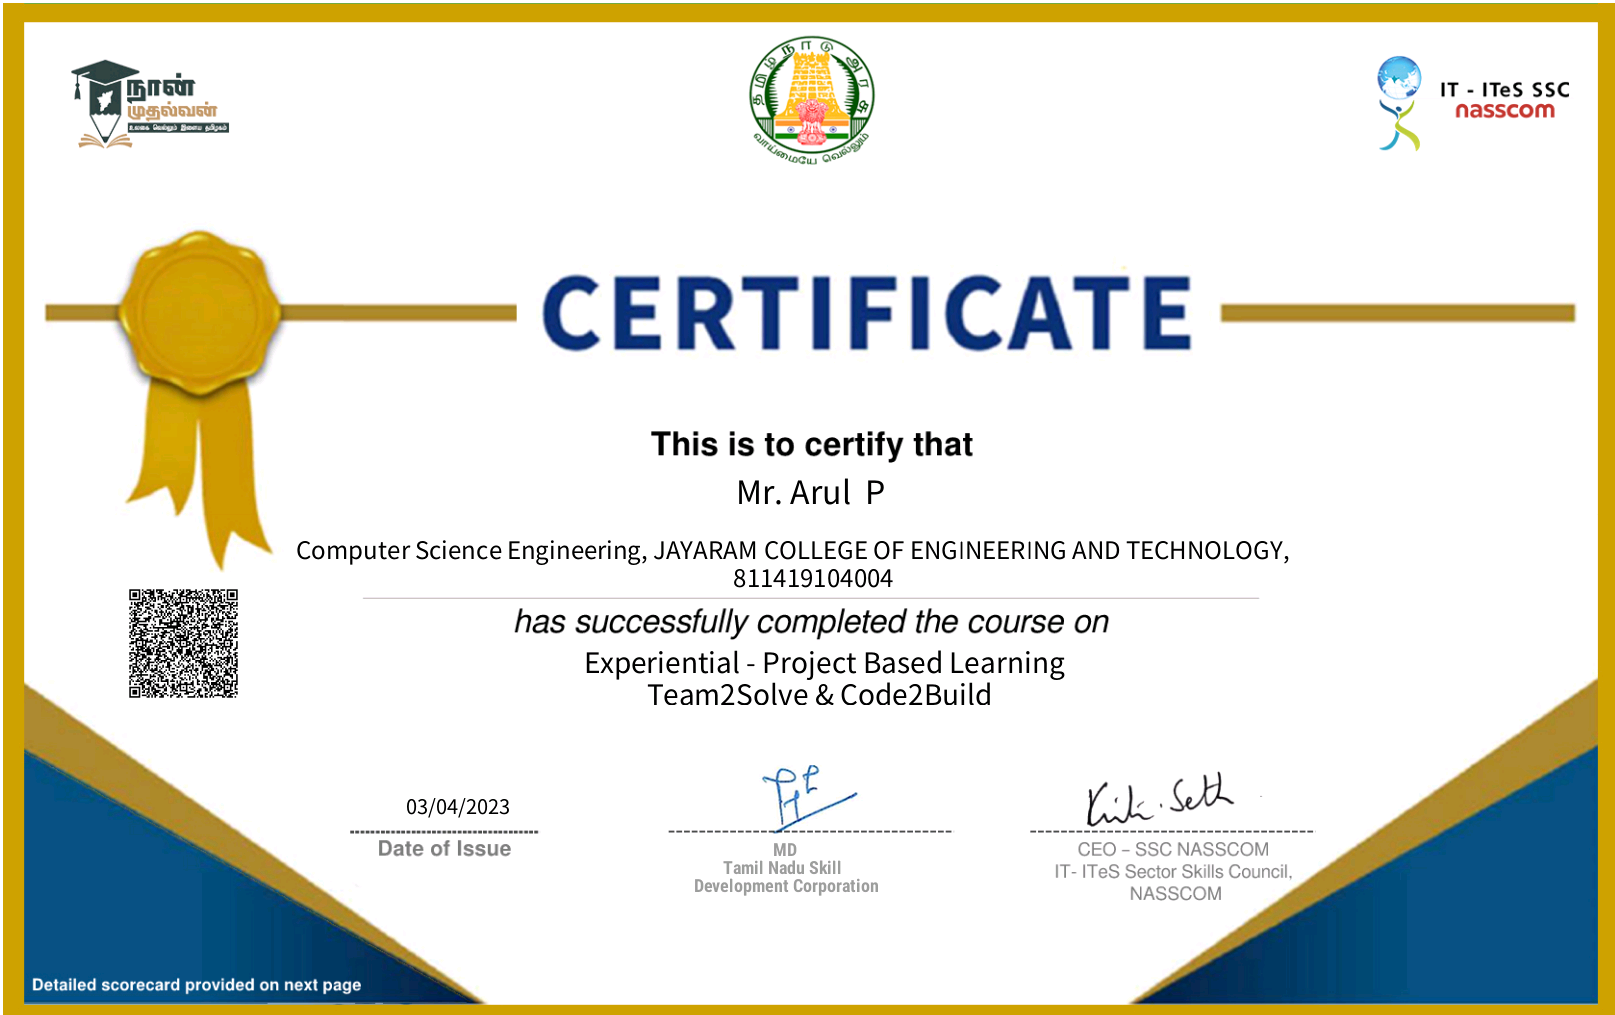 நான்
முதல்வன்
உலகை வெல்லும் இளைய தமிழகம்
தமிழ் நாடு அரசு
வாய்மையே வெல்லும்
IT - ITeS SSC
nasscom
CERTIFICATE
This is to certify that
Mr. Arul P
Computer Science Engineering, JAYARAM COLLEGE OF ENGINEERING AND TECHNOLOGY,
811419104004
has successfully completed the course on
Experiential - Project Based Learning
Team2Solve & Code2Build
03/04/2023
Date of Issue
MD
Tamil Nadu Skill
Development Corporation
Kirti Seth
CEO – SSC NASSCOM
IT- ITeS Sector Skills Council,
NASSCOM
Detailed scorecard provided on next page